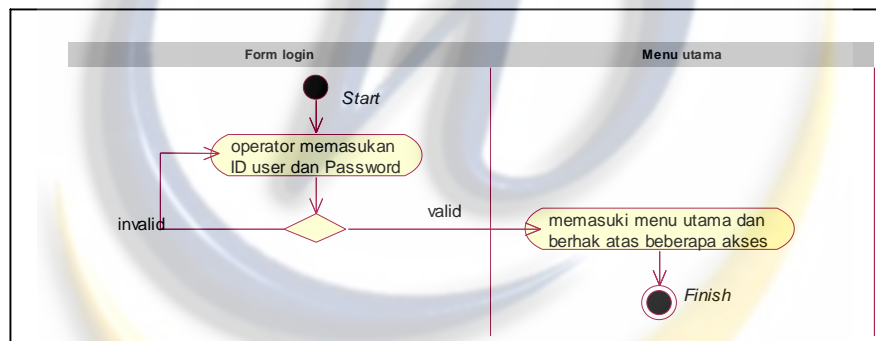 Form login
Menu utama
Start
operator memasukan
ID user dan Password
invalid
valid
memasuki menu utama dan
berhak atas beberapa akses
Finish